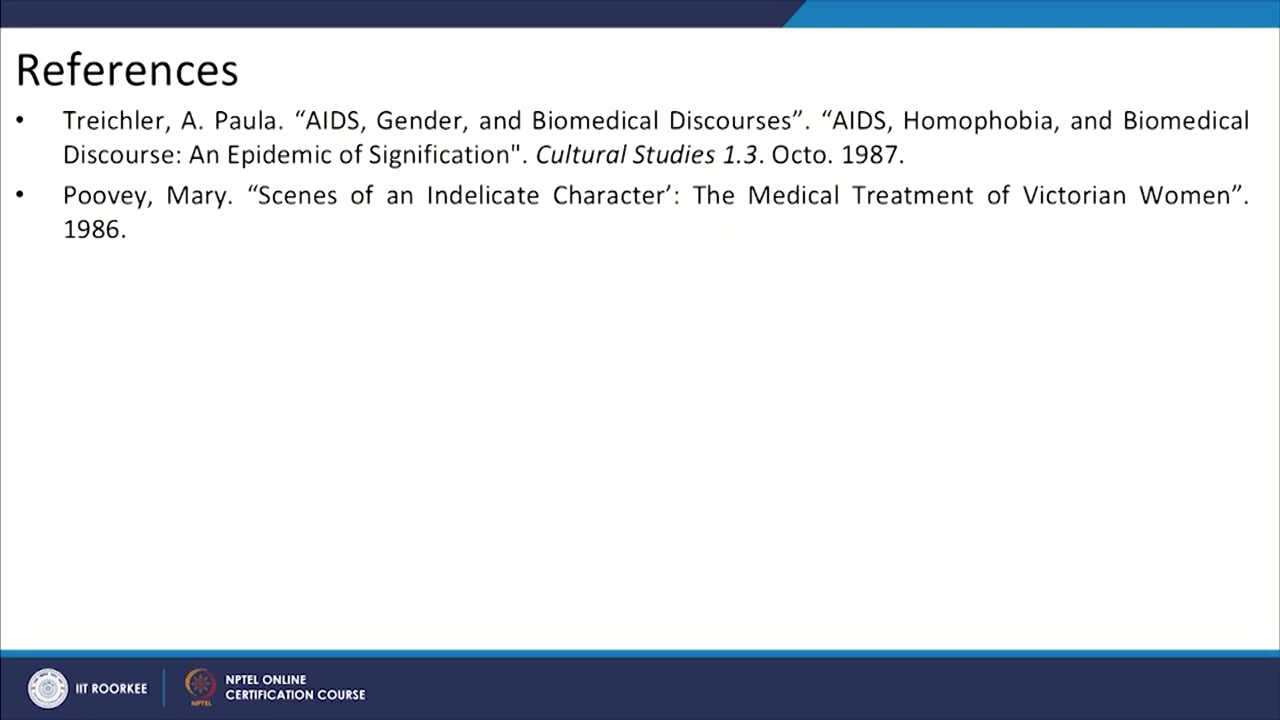 References
• Treichler, A. Paula. “AIDS, Gender, and Biomedical Discourses”. “AIDS, Homophobia, and Biomedical
Discourse: An Epidemic of Signification". Cultural Studies 1.3. Octo. 1987.
• Poovey, Mary. “Scenes of an Indelicate Character’: The Medical Treatment of Victorian Women”.
1986.
IIT ROORKEE
NPTEL
NPTEL ONLINE
CERTIFICATION COURSE